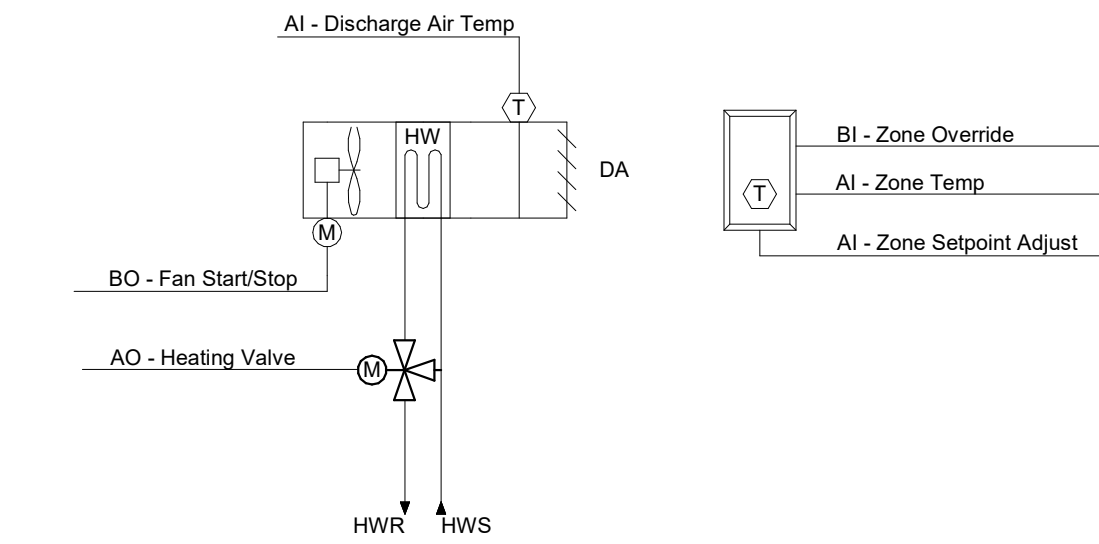 AI - Discharge Air Temp
T
HW
DA
M
BO - Fan Start/Stop
AO - Heating Valve
M
HWR
HWS
BI - Zone Override
AI - Zone Temp
T
AI - Zone Setpoint Adjust